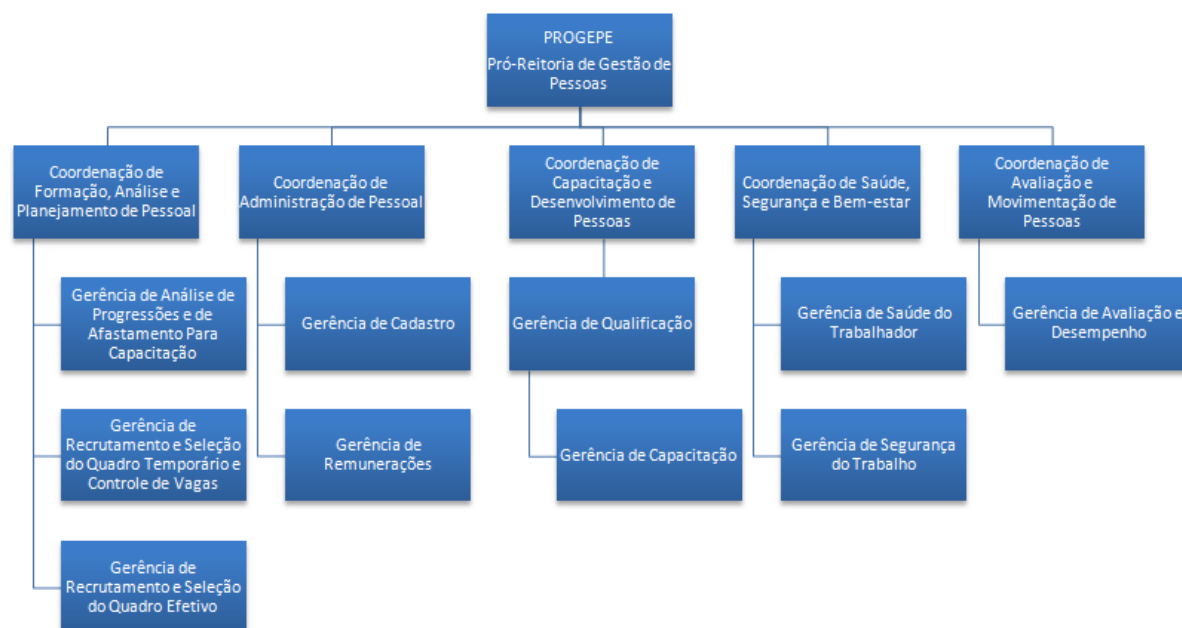 PROGEPE
Pró-Reitoria de Gestão de
Pessoas
Coordenação de
Formação, Análise e
Planejamento de Pessoal
Coordenação de
Administração de Pessoal
Coordenação de
Capacitação e
Desenvolvimento de
Pessoas
Coordenação de Saúde,
Segurança e Bem-estar
Coordenação de
Avaliação e
Movimentação de
Pessoas
Gerência de Análise de
Progressões e de
Afastamento Para
Capacitação
Gerência de Cadastro
Gerência de Qualificação
Gerência de Saúde do
Trabalhador
Gerência de Avaliação e
Desempenho
Gerência de
Recrutamento e Seleção
do Quadro Temporário e
Controle de Vagas
Gerência de
Remunerações
Gerência de Capacitação
Gerência de Segurança
do Trabalho
Gerência de
Recrutamento e Seleção
do Quadro Efetivo